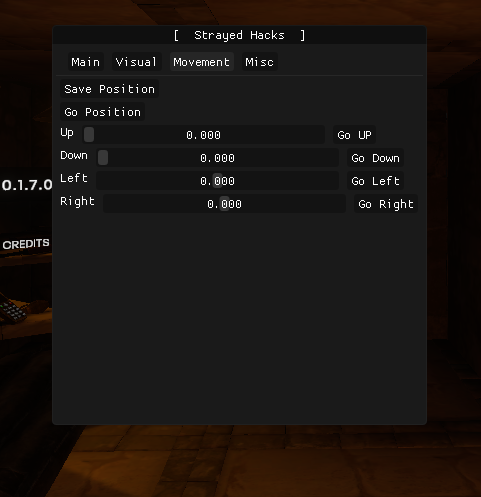 [ Strayed Hacks ]
Main Visual Movement Misc
Save Position
Go Position
Up 0.000 Go UP
Down 0.000 Go Down
Left 0.000 Go Left
Right 0.000 Go Right
0.1.7.0
CREDITS